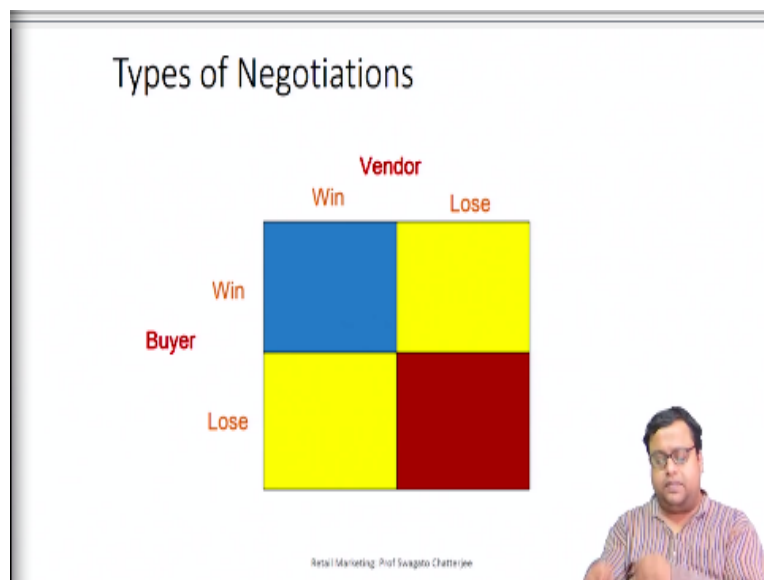 Types of Negotiations
Vendor
Win
Lose
Win
Buyer
Lose
Retail Marketing Prof Swagato Chatterjee